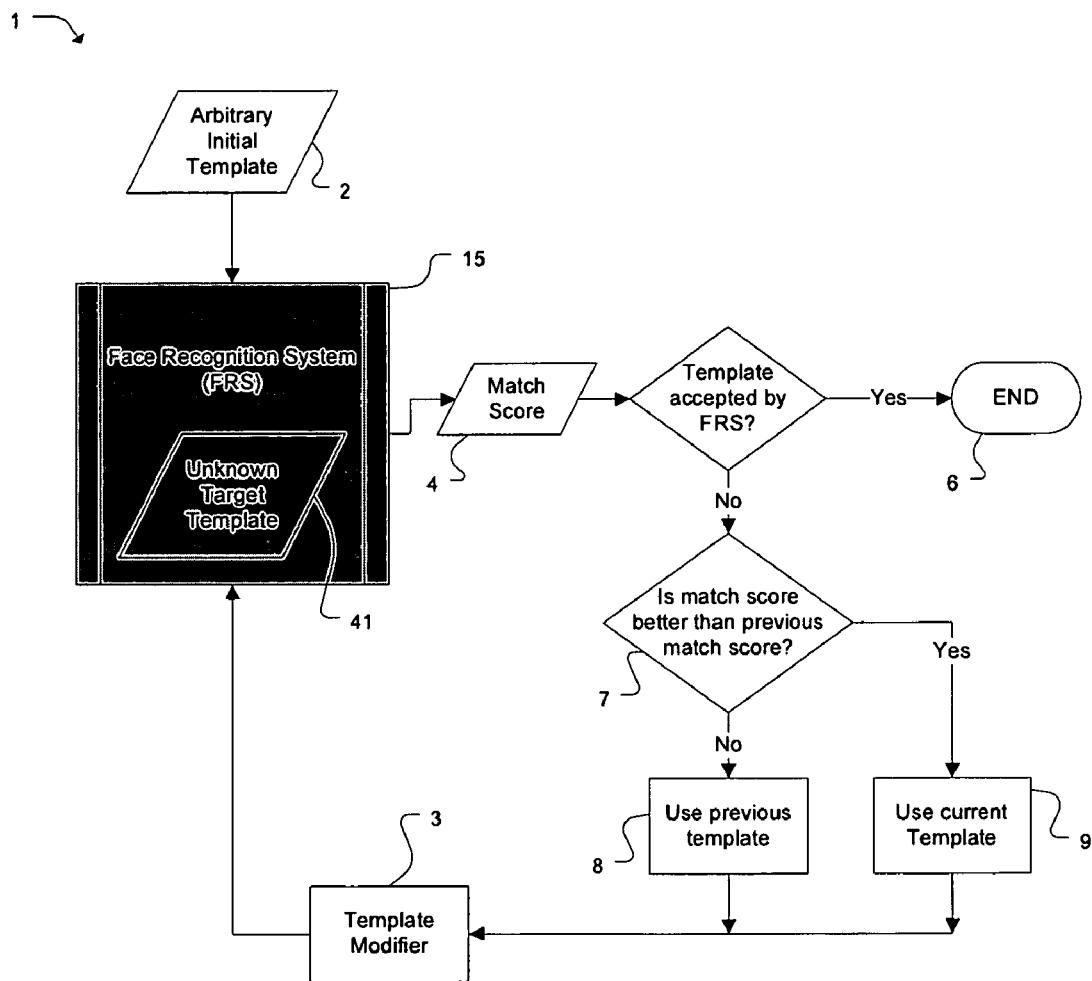 1
Arbitrary
Initial
Template
2
15
Face Recognition System
(FRS)
Unknown
Target
Template
41
Match
Score
4
Template
accepted by
FRS?
Yes
END
6
No
Is match score
better than previous
match score?
7
Yes
No
Use previous
template
8
Use current
Template
9
3
Template
Modifier